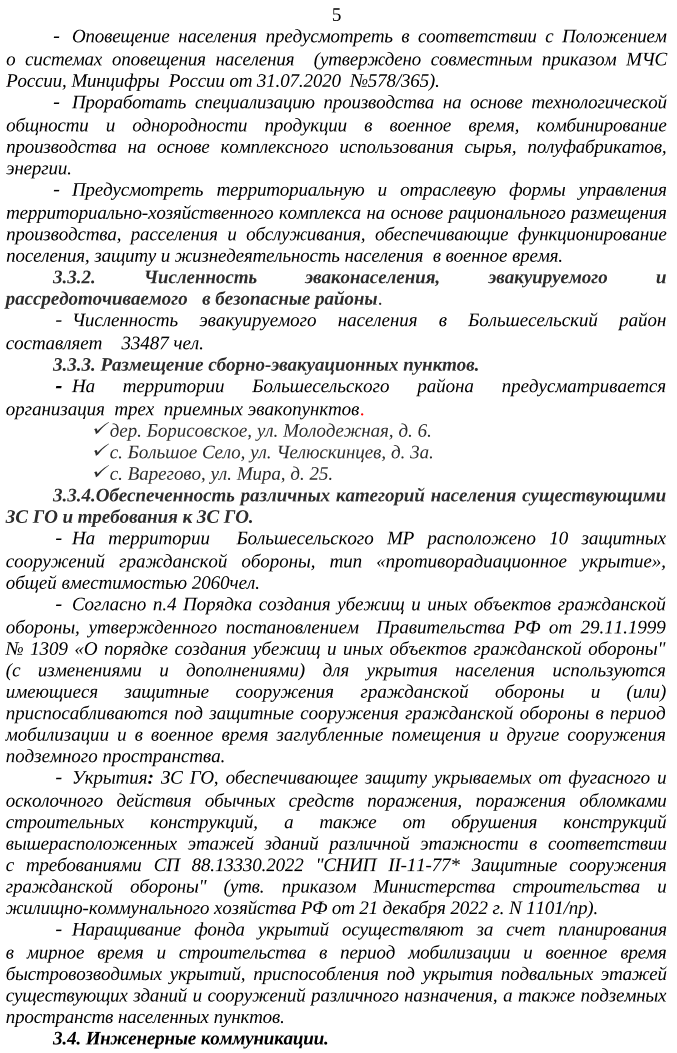 5
- Оповещение населения предусмотреть в соответствии с Положением
о системах оповещения населения (утверждено совместным приказом МЧС
России, Минцифры России от 31.07.2020 №578/365).
- Проработать специализацию производства на основе технологической
общности и однородности продукции в военное время, комбинирование
производства на основе комплексного использования сырья, полуфабрикатов,
энергии.
- Предусмотреть территориальную и отраслевую формы управления
территориально-хозяйственного комплекса на основе рационального размещения
производства, расселения и обслуживания, обеспечивающие функционирование
поселения, защиту и жизнедеятельность населения в военное время.
3.3.2. Численность эваконаселения, эвакуируемого и
рассредоточиваемого в безопасные районы.
- Численность эвакуируемого населения в Большесельский район
составляет 33487 чел.
3.3.3. Размещение сборно-эвакуационных пунктов.
- На территории Большесельского района предусматривается
организация трех приемных эвакопунктов.
✓ дер. Борисовское, ул. Молодежная, д. 6.
✓ с. Большое Село, ул. Челюскинцев, д. 3а.
✓ с. Варегово, ул. Мира, д. 25.
3.3.4.Обеспеченность различных категорий населения существующими
ЗС ГО и требования к ЗС ГО.
- На территории Большесельского МР расположено 10 защитных
сооружений гражданской обороны, тип «противорадиационное укрытие»,
общей вместимостью 2060чел.
- Согласно п.4 Порядка создания убежищ и иных объектов гражданской
обороны, утвержденного постановлением Правительства РФ от 29.11.1999
№ 1309 «О порядке создания убежищ и иных объектов гражданской обороны"
(с изменениями и дополнениями) для укрытия населения используются
имеющиеся защитные сооружения гражданской обороны и (или)
приспосабливаются под защитные сооружения гражданской обороны в период
мобилизации и в военное время заглубленные помещения и другие сооружения
подземного пространства.
- Укрытия: ЗС ГО, обеспечивающее защиту укрываемых от фугасного и
осколочного действия обычных средств поражения, поражения обломками
строительных конструкций, а также от обрушения конструкций
вышерасположенных этажей зданий различной этажности в соответствии
с требованиями СП 88.13330.2022 "СНИП II-11-77* Защитные сооружения
гражданской обороны" (утв. приказом Министерства строительства и
жилищно-коммунального хозяйства РФ от 21 декабря 2022 г. N 1101/пр).
- Наращивание фонда укрытий осуществляют за счет планирования
в мирное время и строительства в период мобилизации и военное время
быстровозводимых укрытий, приспособления под укрытия подвальных этажей
существующих зданий и сооружений различного назначения, а также подземных
пространств населенных пунктов.
3.4. Инженерные коммуникации.